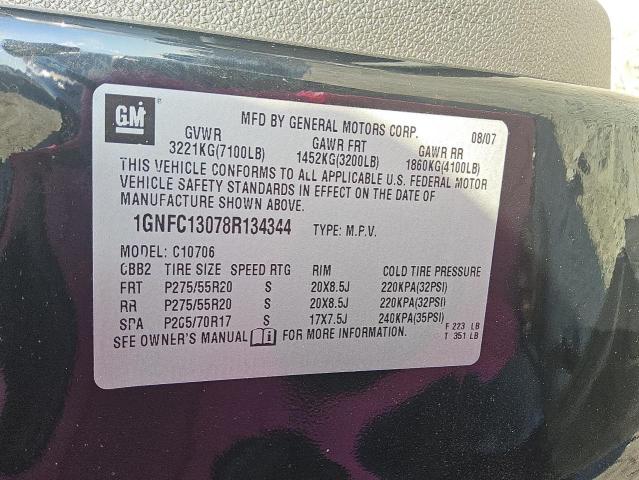 GM
MFD BY GENERAL MOTORS CORP. 08/07
GVWR GAWR FRT GAWR RR
3221KG(7100LB) 1452KG(3200LB) 1860KG(4100LB)
THIS VEHICLE CONFORMS TO ALL APPLICABLE U.S. FEDERAL MOTOR
VEHICLE SAFETY STANDARDS IN EFFECT ON THE DATE OF
MANUFACTURE SHOWN ABOVE.
1GNFC13078R134344 TYPE: M.P.V.
MODEL: C10706
CBB2 TIRE SIZE SPEED RTG RIM COLD TIRE PRESSURE
FRT P275/55R20 S 20X8.5J 220KPA(32PSI)
RR P275/55R20 S 20X8.5J 220KPA(32PSI)
SPA P265/70R17 S 17X7.5J 240KPA(35PSI)
SEE OWNER'S MANUAL FOR MORE INFORMATION.
F 223 LB
T 351 LB